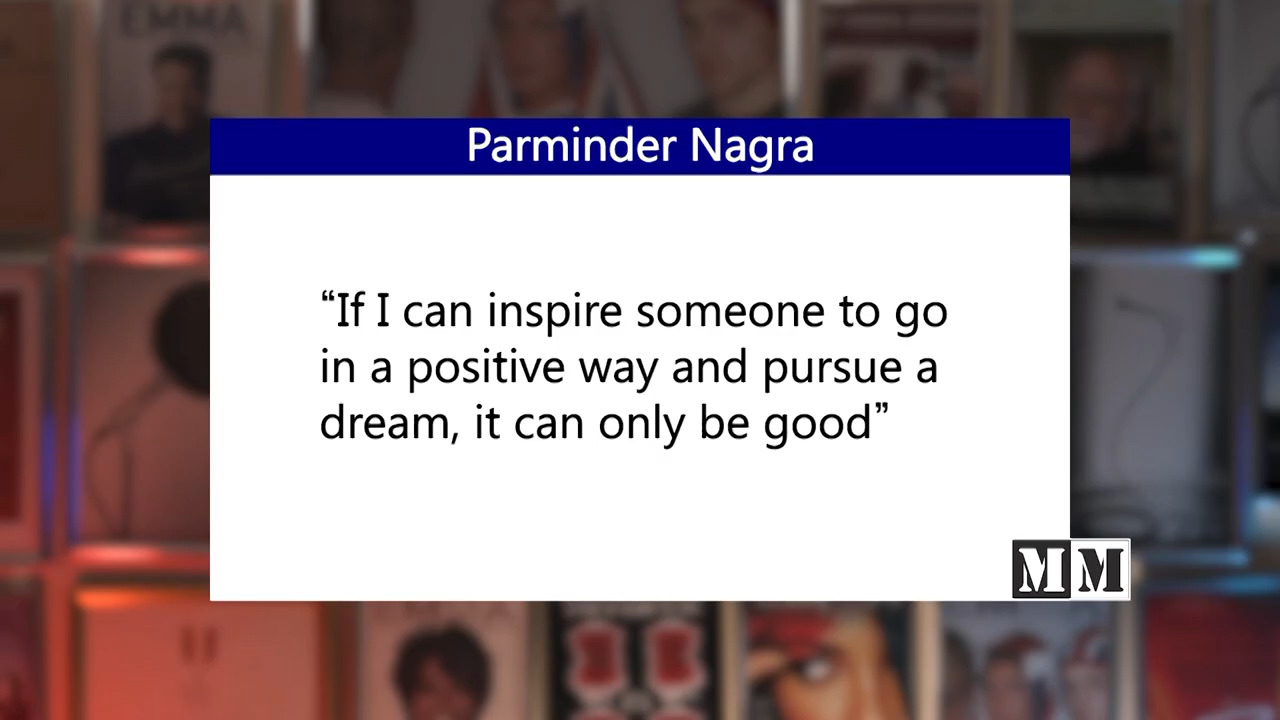 EMMA
Parminder Nagra
“If I can inspire someone to go
in a positive way and pursue a
dream, it can only be good”
MM